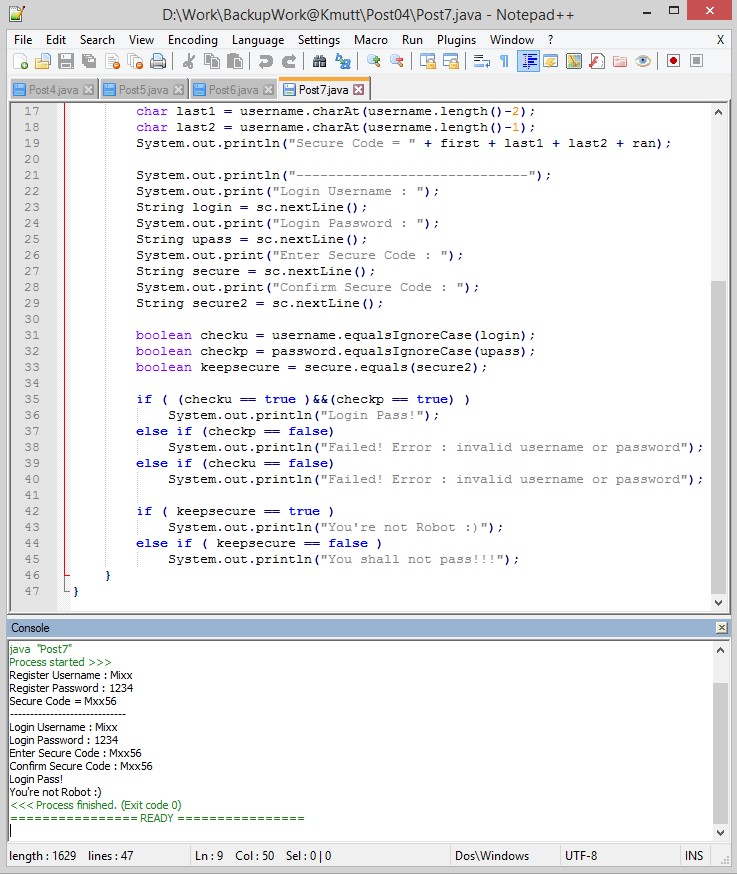 D:\Work\BackupWork@Kmutt\Post04\Post7.java - Notepad++
File Edit Search View Encoding Language Settings Macro Run Plugins Window ? X
Post4.java Post5.java Post6.java Post7.java
17 char last1 = username.charAt(username.length()-2);
18 char last2 = username.charAt(username.length()-1);
19 System.out.println("Secure Code = " + first + last1 + last2 + ran);
20
21 System.out.println("-----------------------------");
22 System.out.print("Login Username : ");
23 String login = sc.nextLine();
24 System.out.print("Login Password : ");
25 String upass = sc.nextLine();
26 System.out.print("Enter Secure Code : ");
27 String secure = sc.nextLine();
28 System.out.print("Confirm Secure Code : ");
29 String secure2 = sc.nextLine();
30
31 boolean checku = username.equalsIgnoreCase(login);
32 boolean checkp = password.equalsIgnoreCase(upass);
33 boolean keepsecure = secure.equals(secure2);
34
35 if ( (checku == true )&&(checkp == true) )
36 System.out.println("Login Pass!");
37 else if (checkp == false)
38 System.out.println("Failed! Error : invalid username or password");
39 else if (checku == false)
40 System.out.println("Failed! Error : invalid username or password");
41
42 if ( keepsecure == true )
43 System.out.println("You're not Robot :)");
44 else if ( keepsecure == false )
45 System.out.println("You shall not pass!!!");
46 }
47 }
Console
java "Post7"
Process started >>>
Register Username : Mixx
Register Password : 1234
Secure Code = Mxx56
-----------------------------
Login Username : Mixx
Login Password : 1234
Enter Secure Code : Mxx56
Confirm Secure Code : Mxx56
Login Pass!
You're not Robot :)
<<< Process finished. (Exit code 0)
================ READY ================
length : 1629 lines : 47 Ln : 9 Col : 50 Sel : 0 | 0 Dos\Windows UTF-8 INS